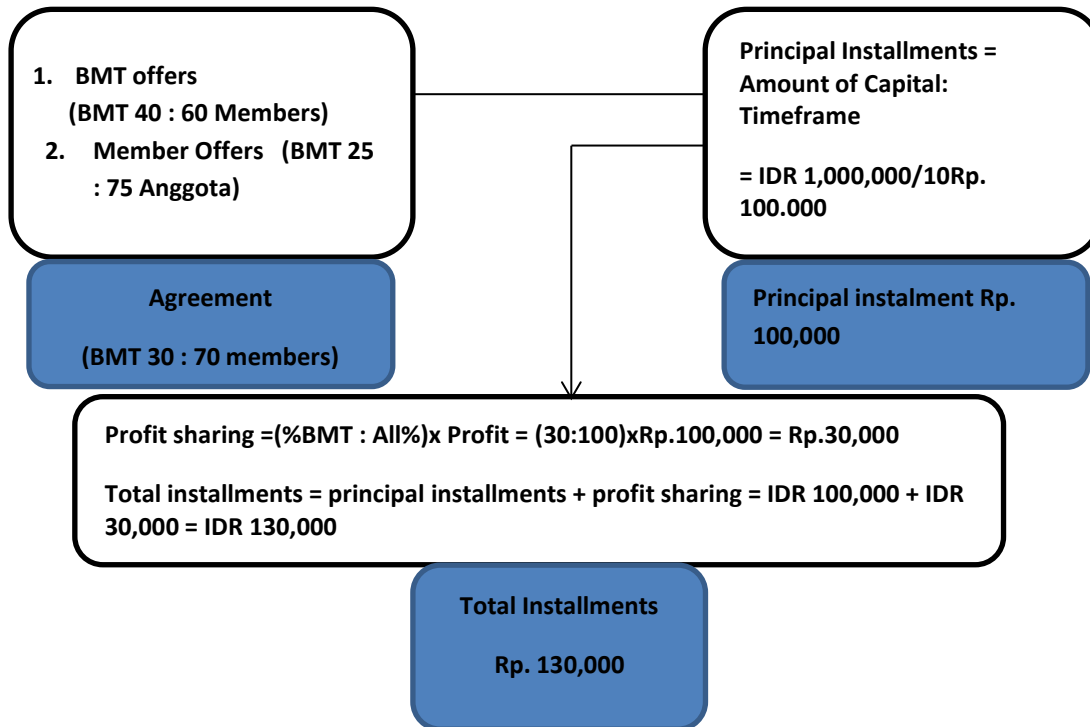 1. BMT offers
(BMT 40 : 60 Members)
2. Member Offers (BMT 25
: 75 Anggota)
Agreement
(BMT 30 : 70 members)
Principal Installments =
Amount of Capital:
Timeframe
= IDR 1,000,000/10Rp.
100.000
Principal instalment Rp.
100,000
Profit sharing =(%BMT : All%)x Profit = (30:100)xRp.100,000 = Rp.30,000
Total installments = principal installments + profit sharing = IDR 100,000 + IDR
30,000 = IDR 130,000
Total Installments
Rp. 130,000